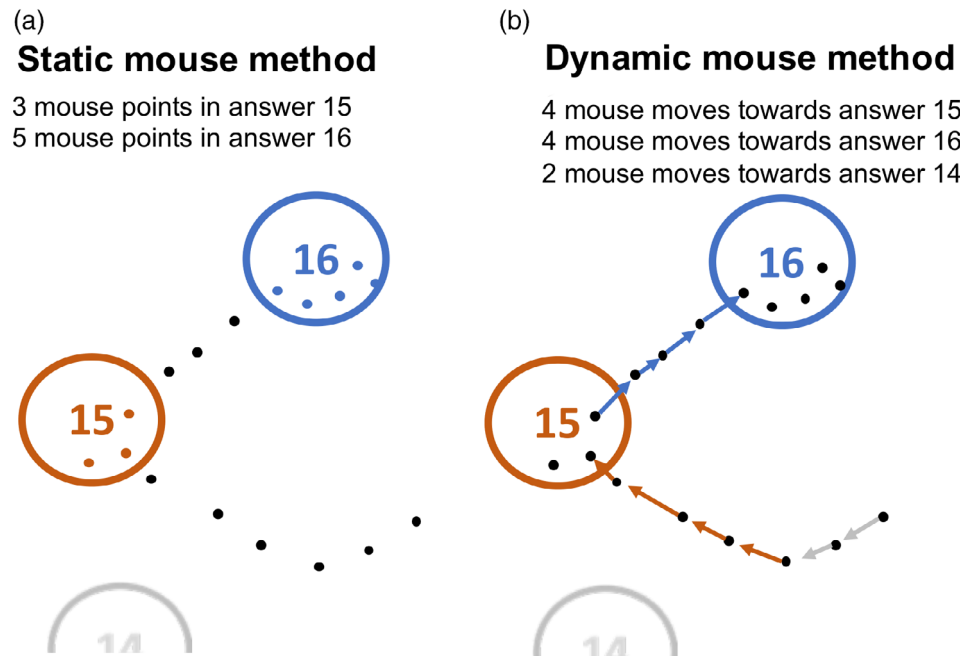 (a)
Static mouse method
3 mouse points in answer 15
5 mouse points in answer 16
16
15
14
(b)
Dynamic mouse method
4 mouse moves towards answer 15
4 mouse moves towards answer 16
2 mouse moves towards answer 14
16
15
14